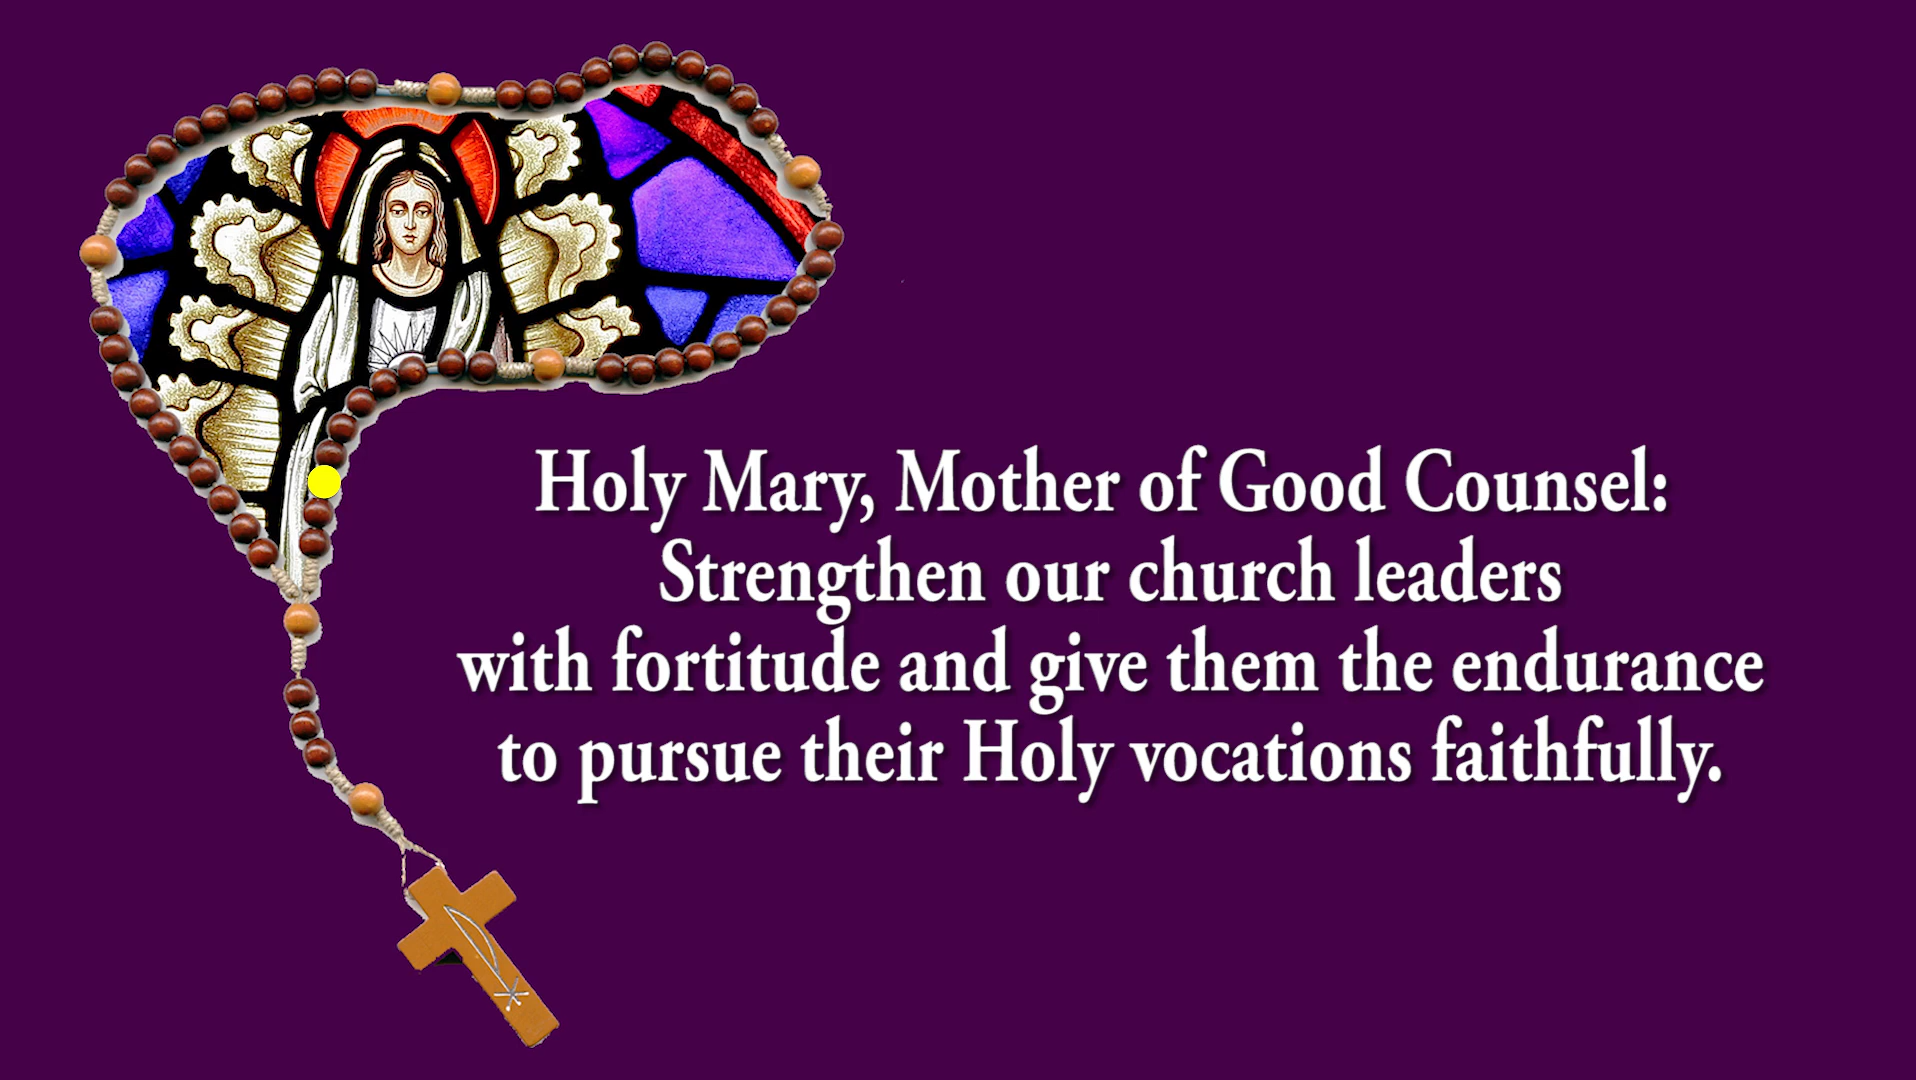 Holy Mary, Mother of Good Counsel:
Strengthen our church leaders
with fortitude and give them the endurance
to pursue their Holy vocations faithfully.